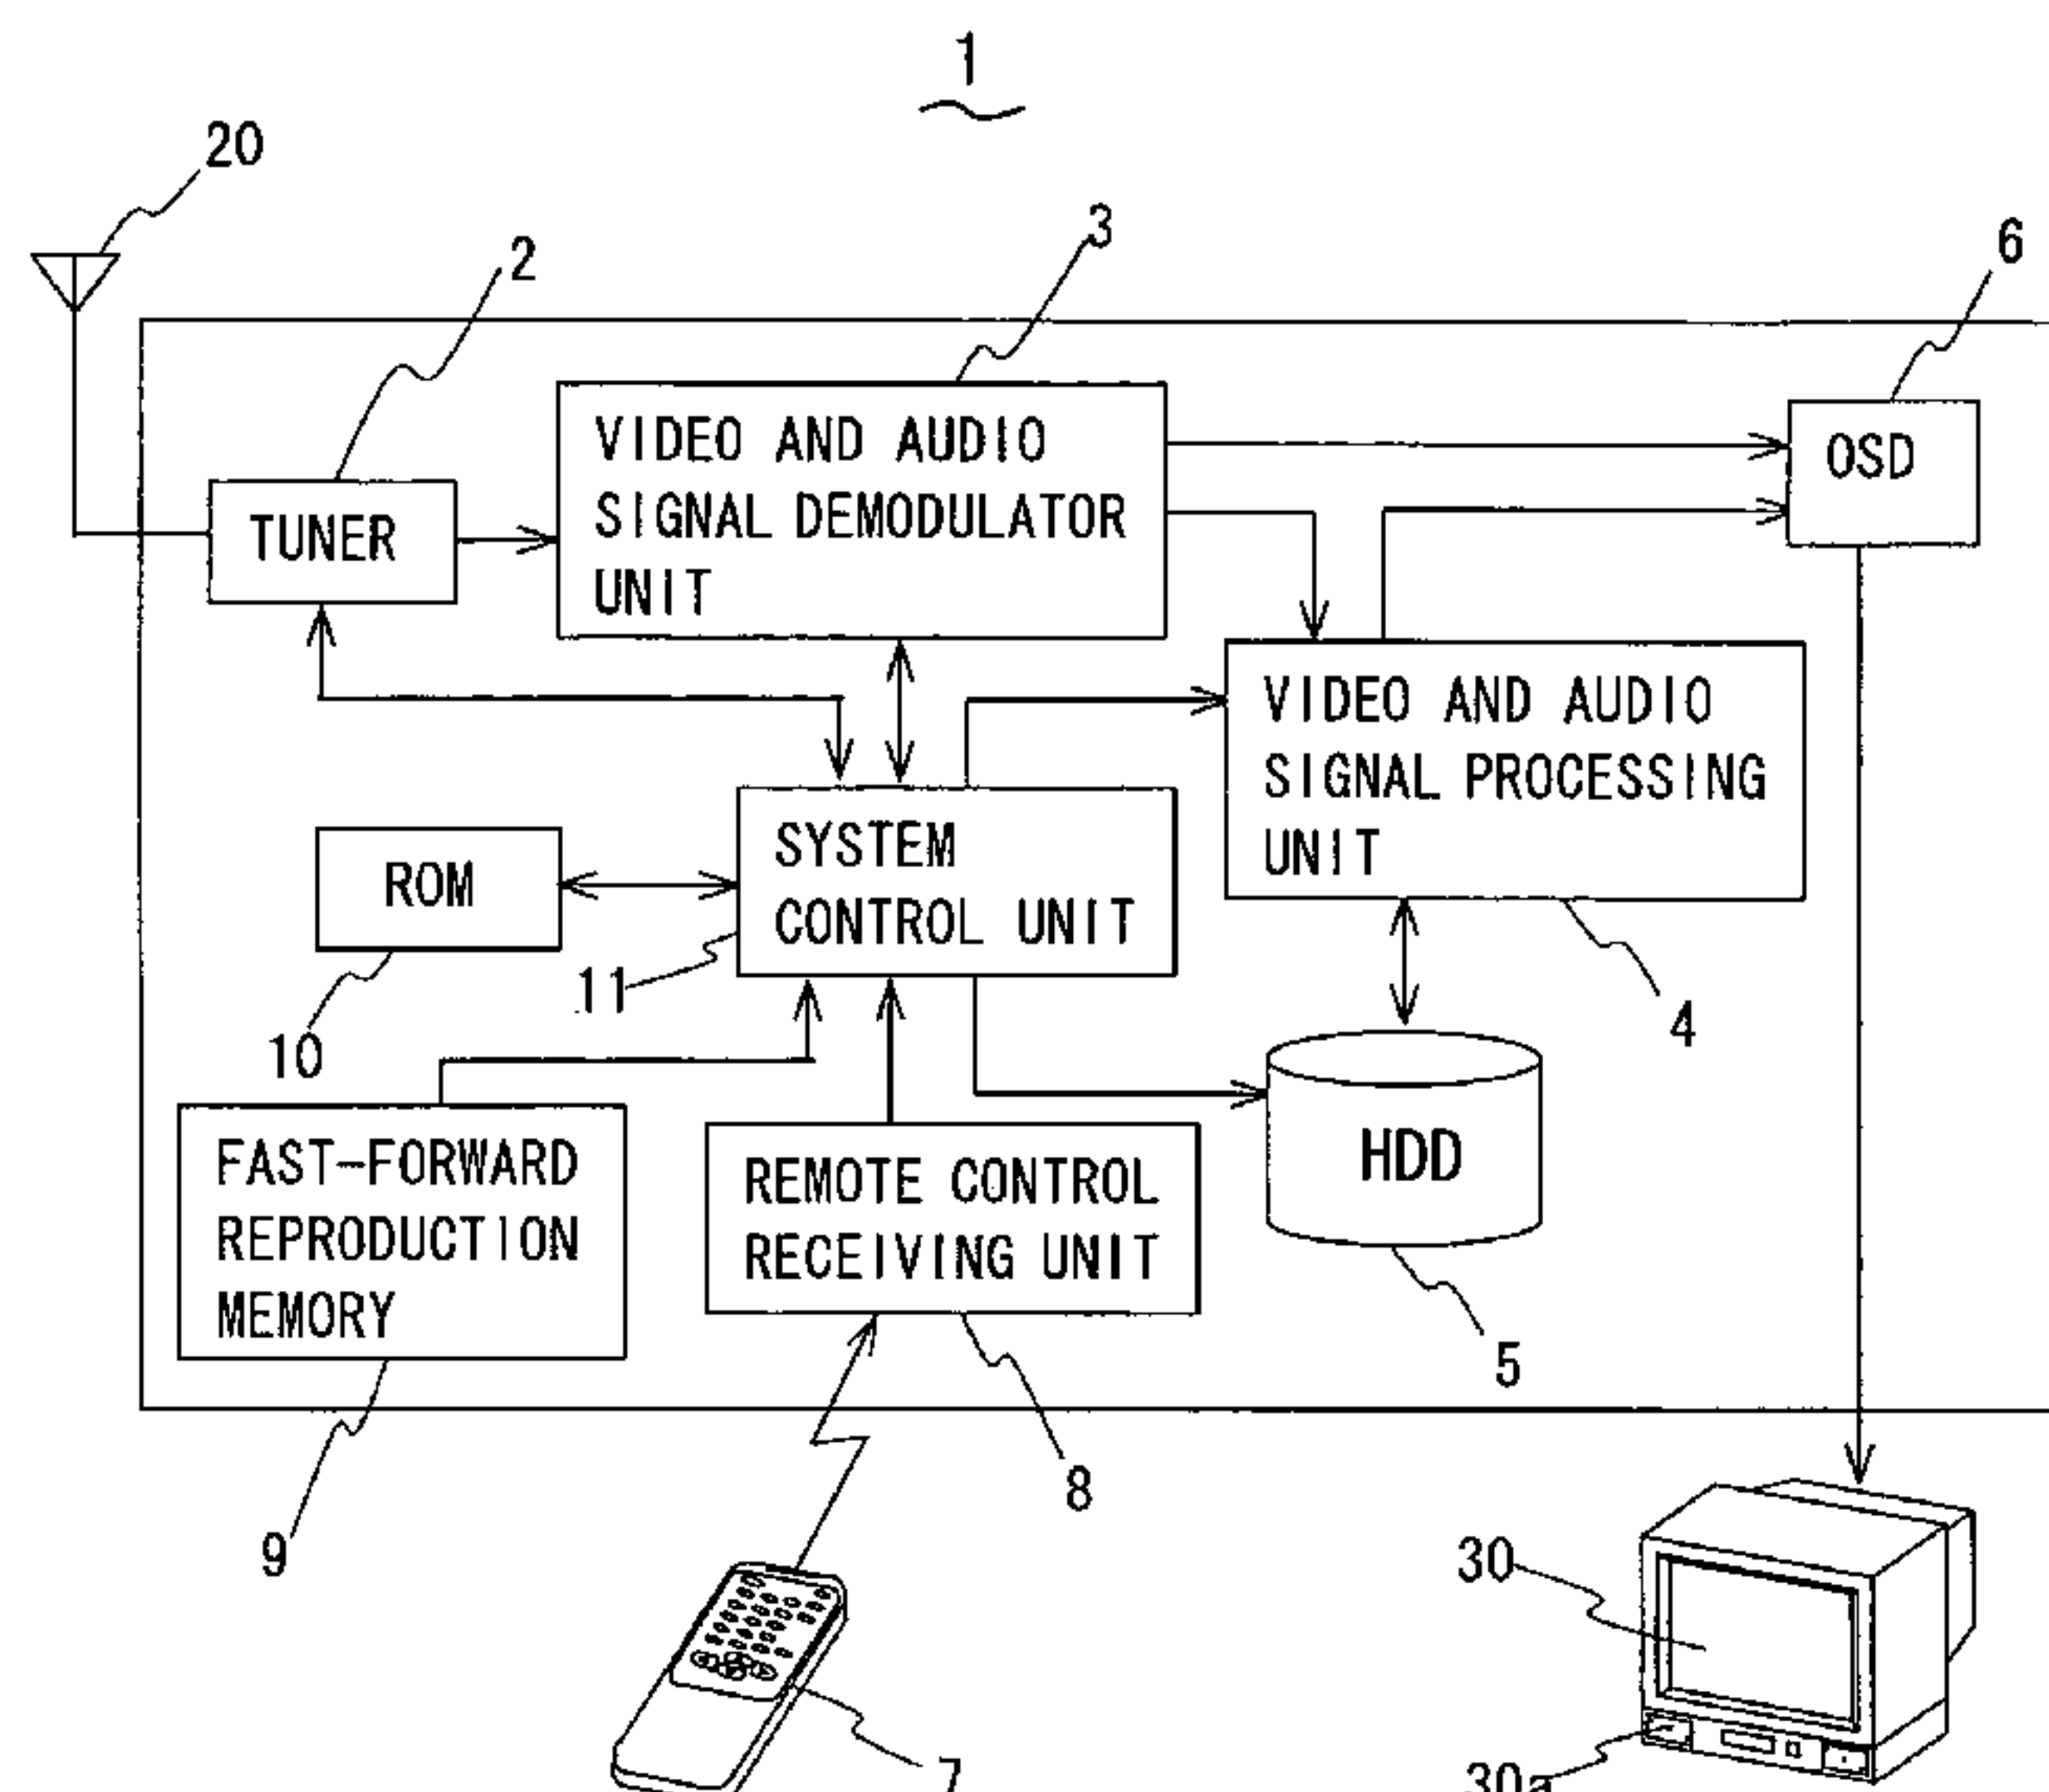 1
20
2
3
6
VIDEO AND AUDIO
SIGNAL DEMODULATOR
UNIT
OSD
TUNER
VIDEO AND AUDIO
SIGNAL PROCESSING
UNIT
SYSTEM
CONTROL UNIT
ROM
11
10
4
FAST-FORWARD
REPRODUCTION
MEMORY
REMOTE CONTROL
RECEIVING UNIT
HDD
5
8
9
30
7
30a